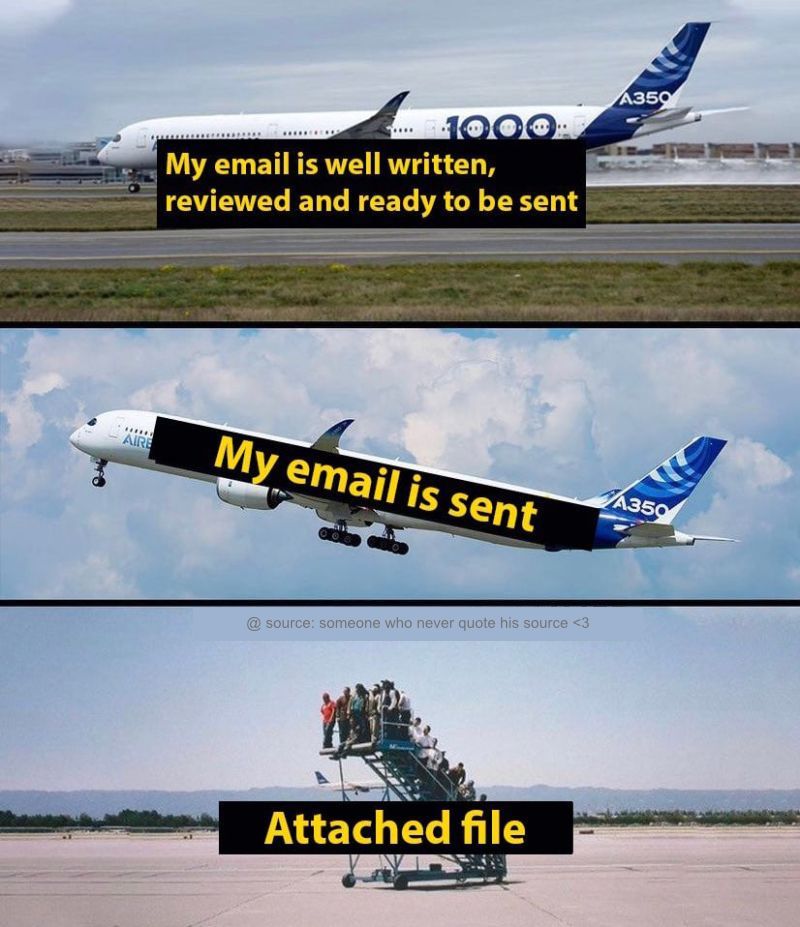 A350
1000
My email is well written,
reviewed and ready to be sent
AIRB
My email is sent
A350
@ source: someone who never quote his source <3
Attached file